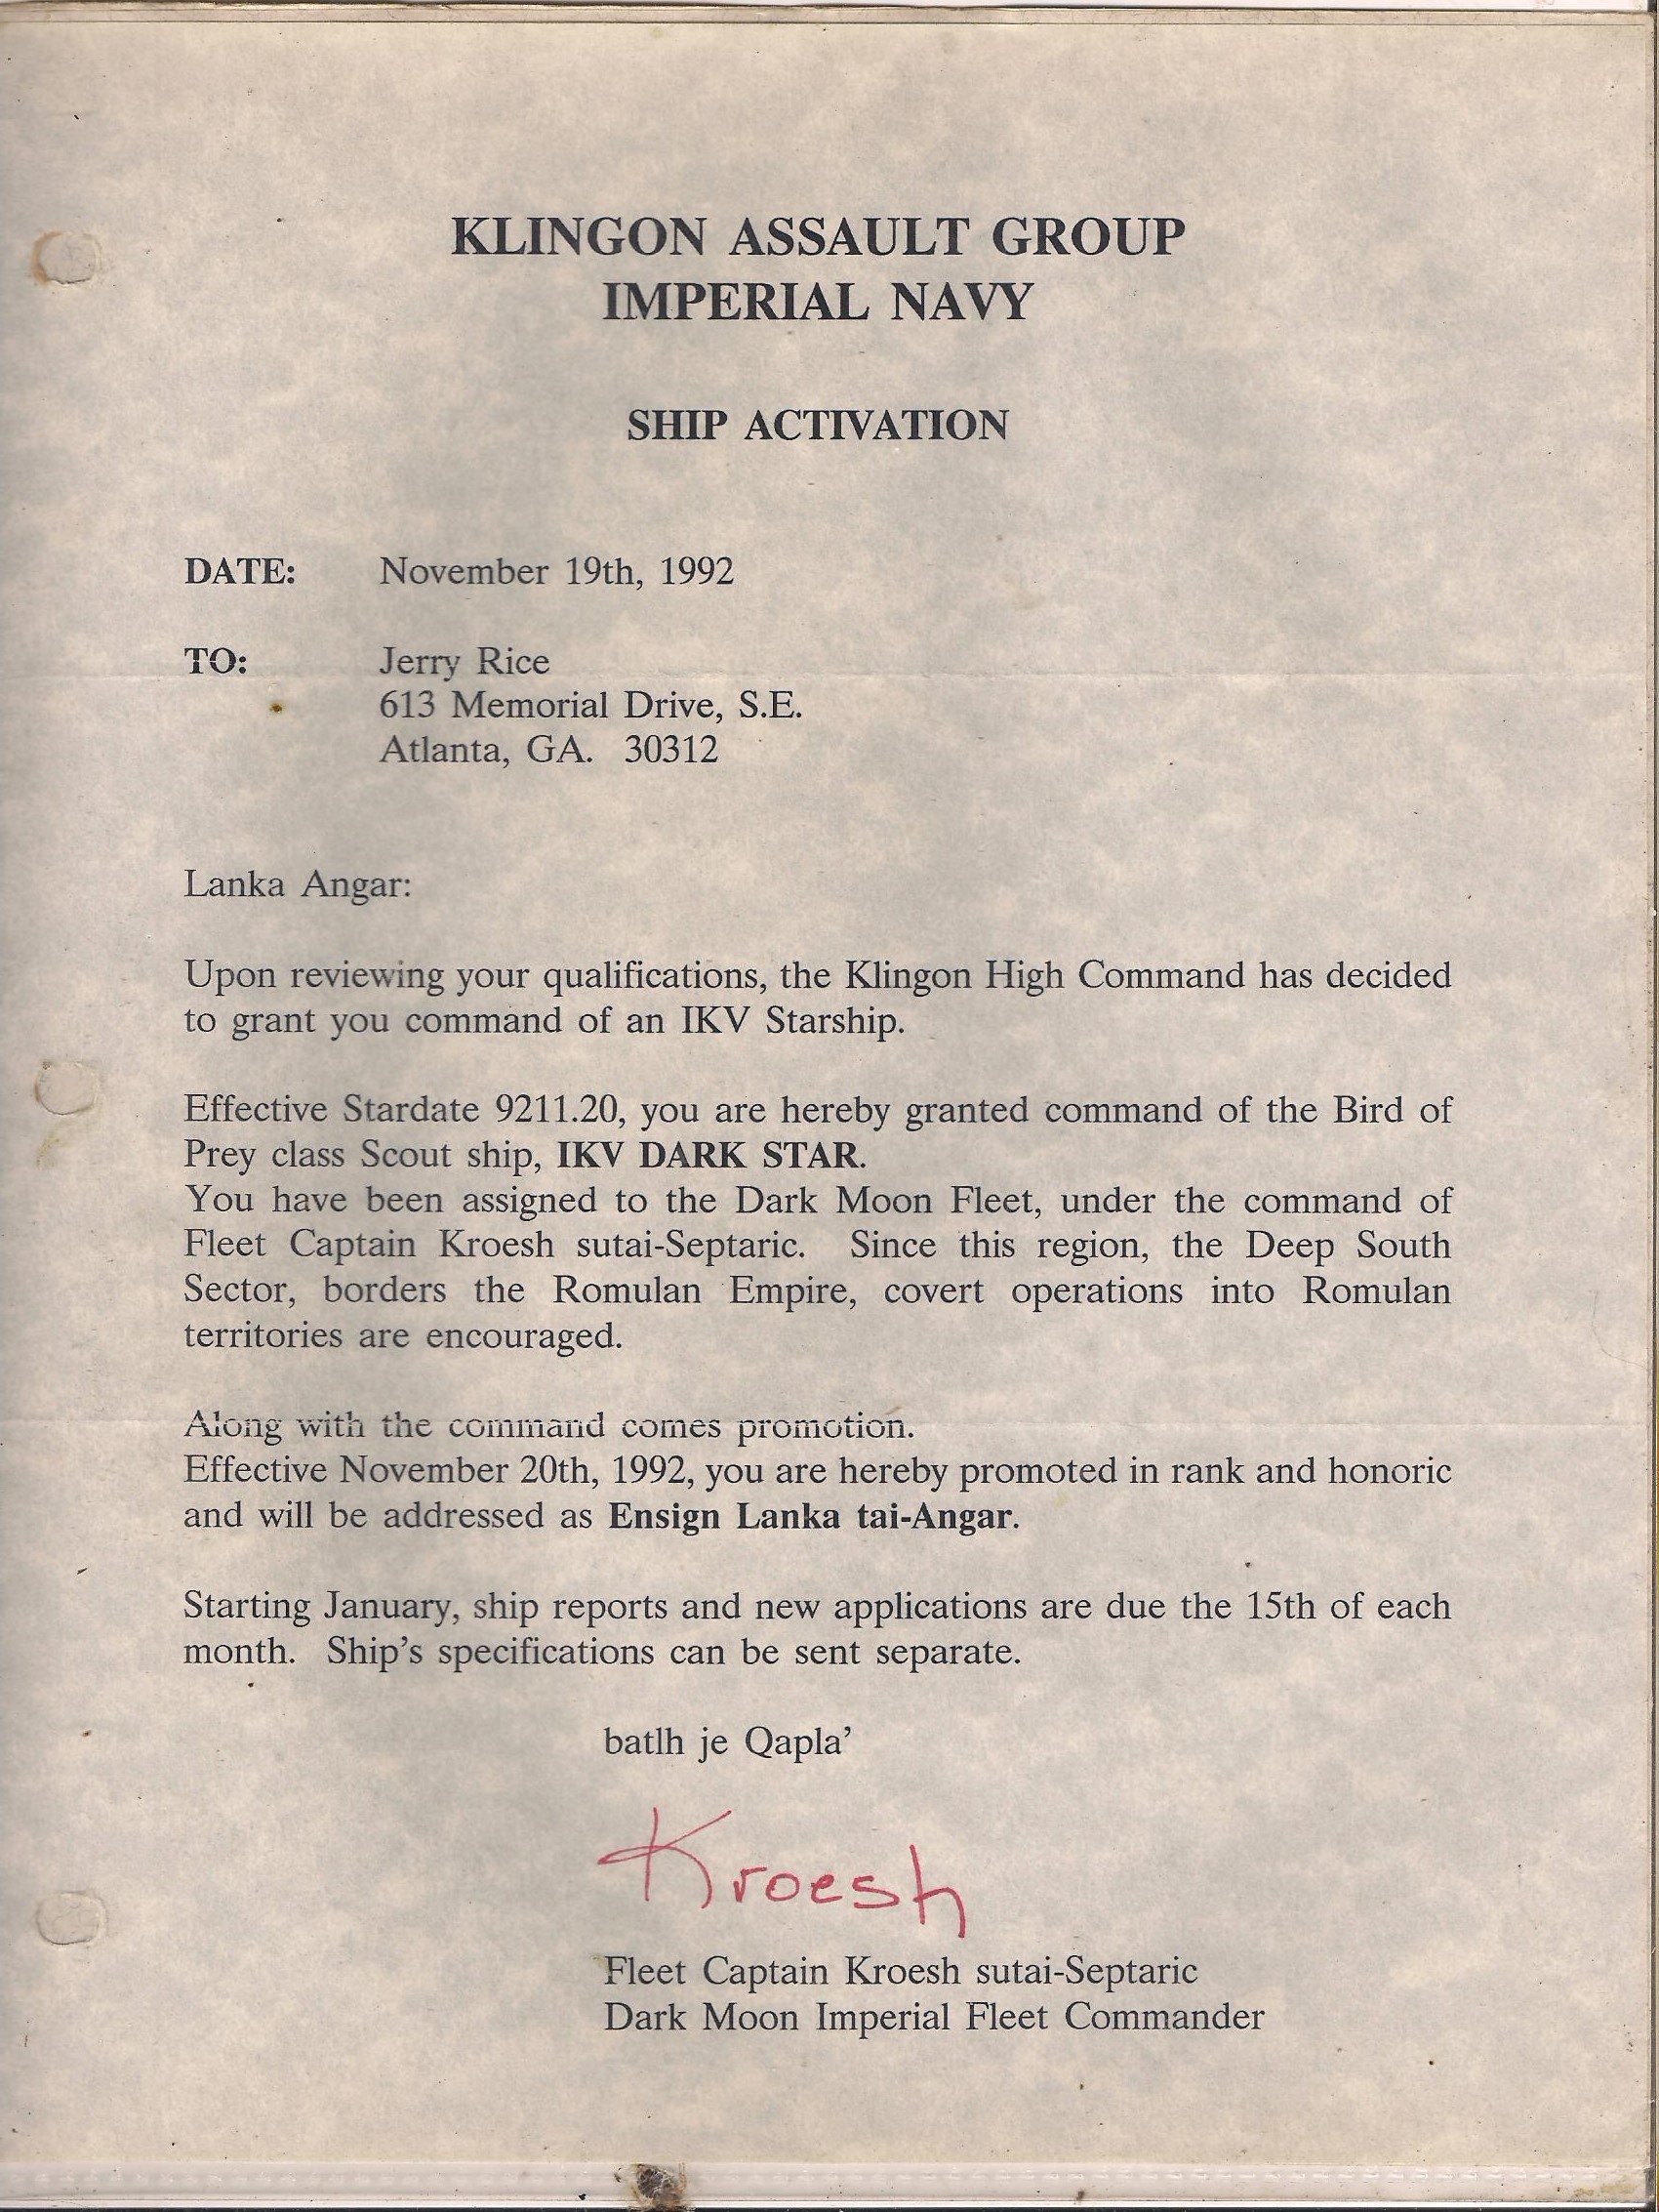 KLINGON ASSAULT GROUP
IMPERIAL NAVY
SHIP ACTIVATION
DATE: November 19th, 1992
TO: Jerry Rice
613 Memorial Drive, S.E.
Atlanta, GA. 30312
Lanka Angar:
Upon reviewing your qualifications, the Klingon High Command has decided
to grant you command of an IKV Starship.
Effective Stardate 9211.20, you are hereby granted command of the Bird of
Prey class Scout ship, IKV DARK STAR.
You have been assigned to the Dark Moon Fleet, under the command of
Fleet Captain Kroesh sutai-Septaric. Since this region, the Deep South
Sector, borders the Romulan Empire, covert operations into Romulan
territories are encouraged.
Along with the command comes promotion.
Effective November 20th, 1992, you are hereby promoted in rank and honoric
and will be addressed as Ensign Lanka tai-Angar.
Starting January, ship reports and new applications are due the 15th of each
month. Ship's specifications can be sent separate.
batlh je Qapla'
Kroesh
Fleet Captain Kroesh sutai-Septaric
Dark Moon Imperial Fleet Commander